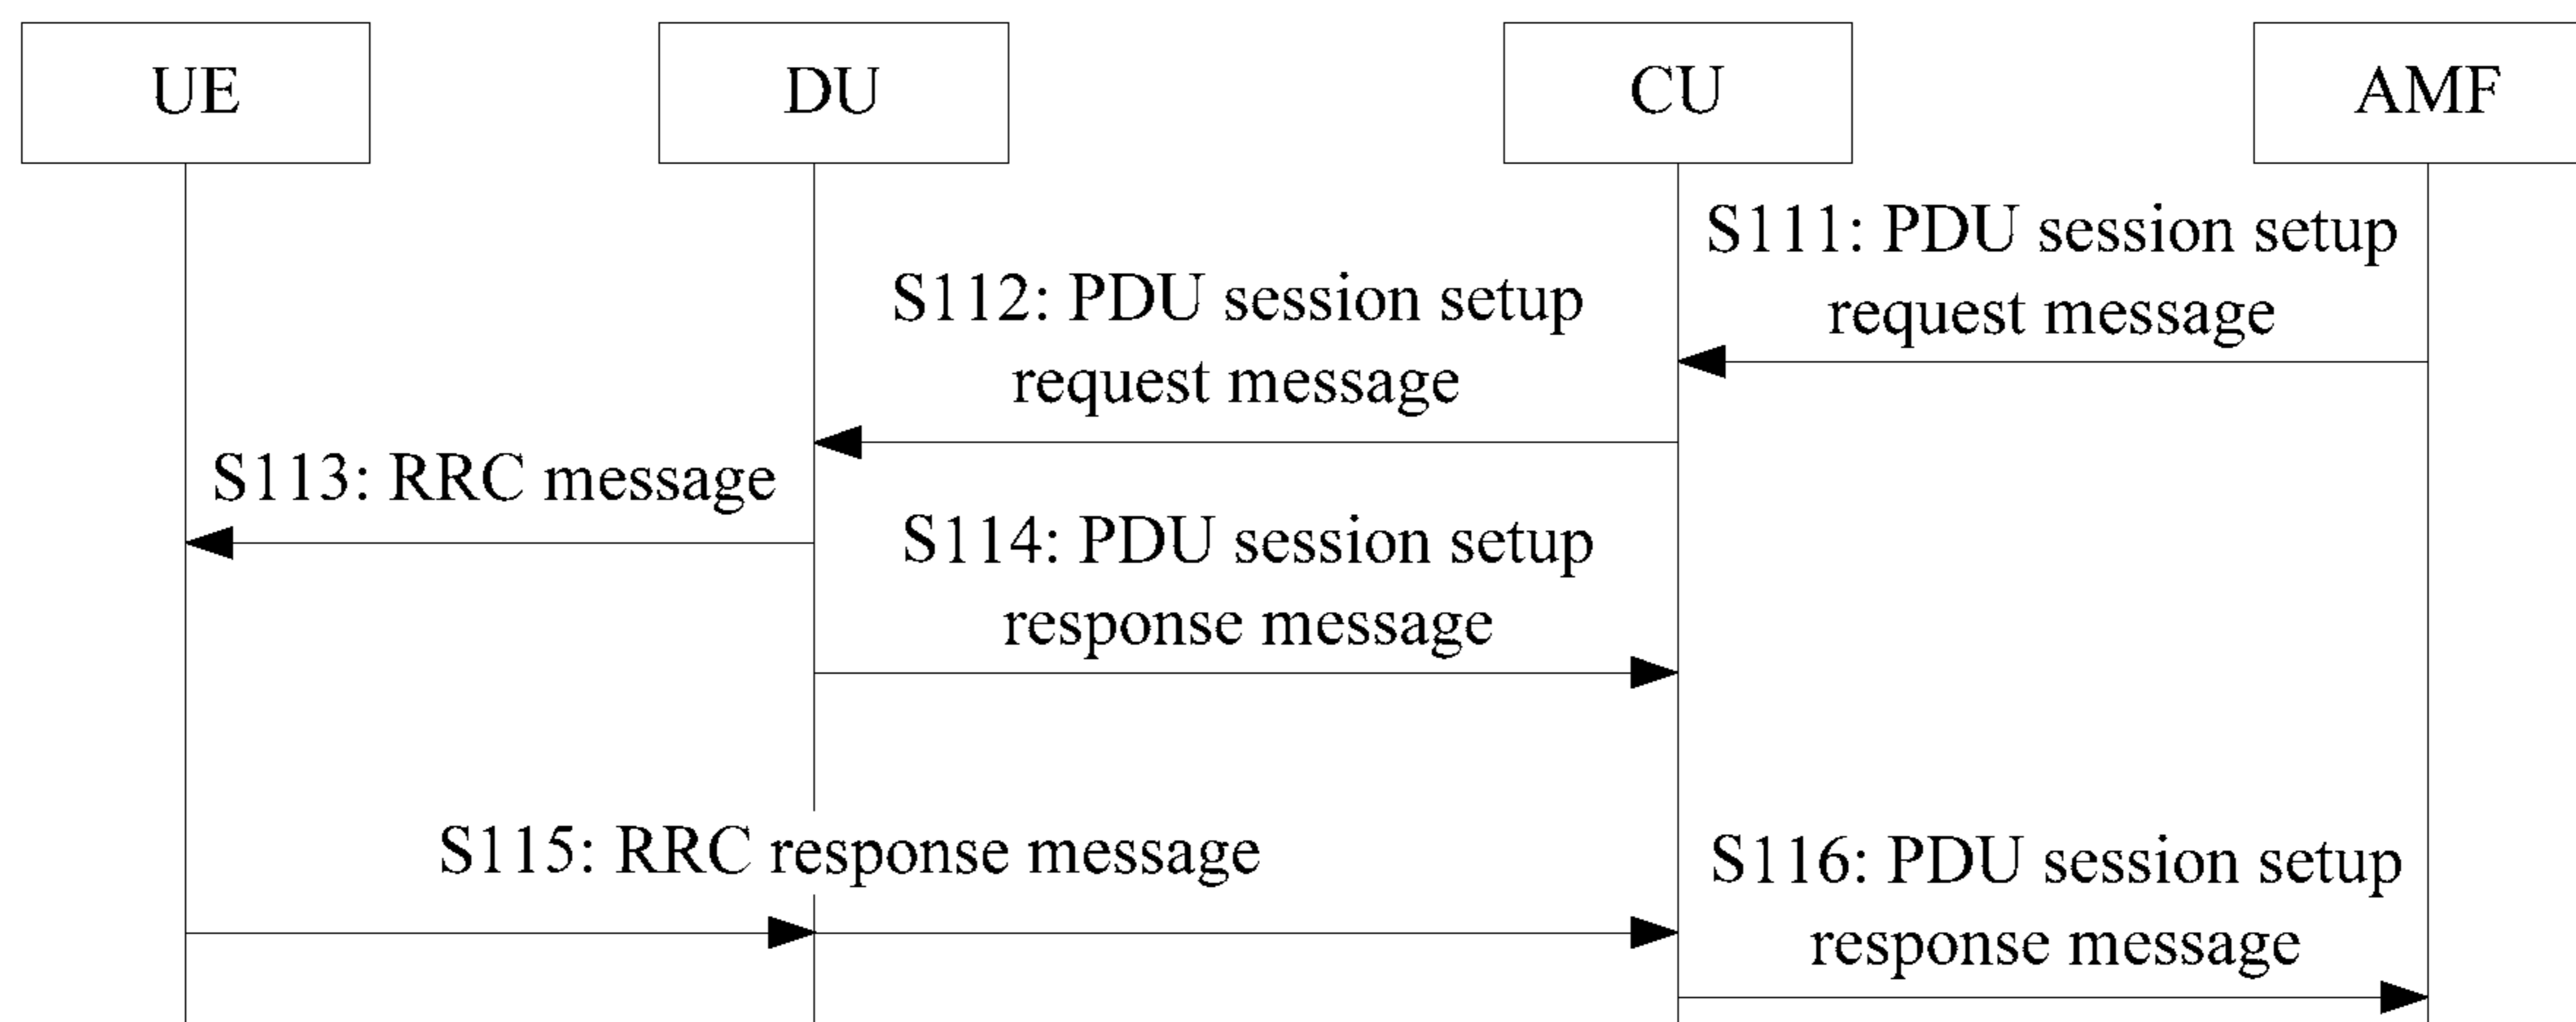 UE
DU
CU
AMF
S111: PDU session setup
request message
S112: PDU session setup
request message
S113: RRC message
S114: PDU session setup
response message
S115: RRC response message
S116: PDU session setup
response message